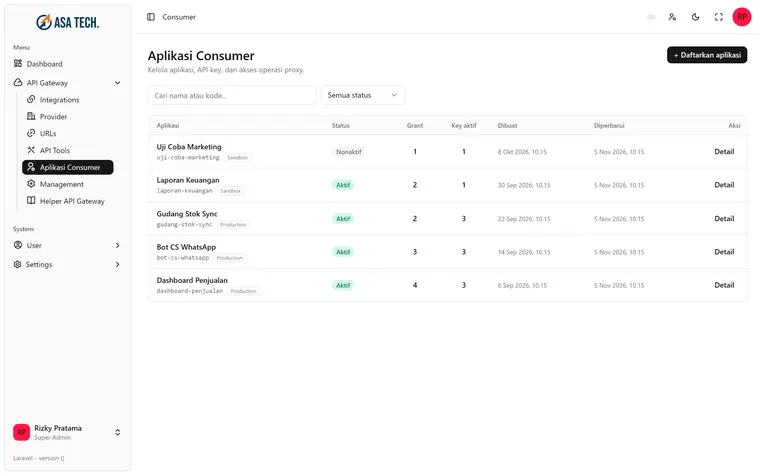 ASA TECH.
Consumer
RP
Menu
Dashboard
API Gateway
Integrations
Provider
URLs
API Tools
Aplikasi Consumer
Management
Helper API Gateway
System
User
Settings
RP
Rizky Pratama
Super Admin
Laravel - version ()
Aplikasi Consumer
Kelola aplikasi, API key, dan akses operasi proxy.
+ Daftarkan aplikasi
Cari nama atau kode...
Semua status
Aplikasi Status Grant Key aktif Dibuat Diperbarui Aksi
Uji Coba Marketing
uji-coba-marketing Sandbox
Nonaktif 1 1 8 Okt 2026, 10.15 5 Nov 2026, 10.15 Detail
Laporan Keuangan
laporan-keuangan Sandbox
Aktif 2 1 30 Sep 2026, 10.15 5 Nov 2026, 10.15 Detail
Gudang Stok Sync
gudang-stok-sync Production
Aktif 2 3 22 Sep 2026, 10.15 5 Nov 2026, 10.15 Detail
Bot CS WhatsApp
bot-cs-whatsapp Production
Aktif 3 3 14 Sep 2026, 10.15 5 Nov 2026, 10.15 Detail
Dashboard Penjualan
dashboard-penjualan Production
Aktif 4 3 6 Sep 2026, 10.15 5 Nov 2026, 10.15 Detail